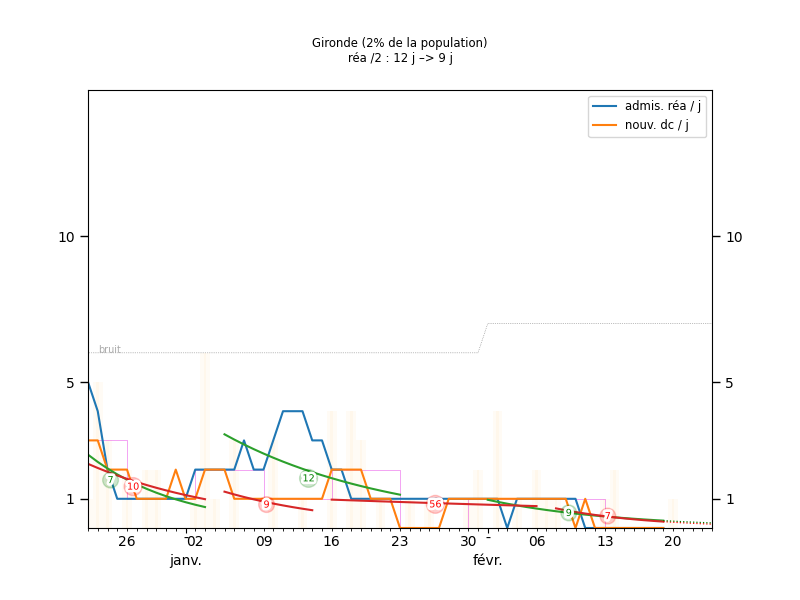 Gironde (2% de la population)
réa /2 : 12 j –> 9 j
admis. réa / j
nouv. dc / j
10 10
bruit
5 5
7 10 9 12 56 9 7
1 1
26 02 09 16 23 30 06 13 20
janv. févr.